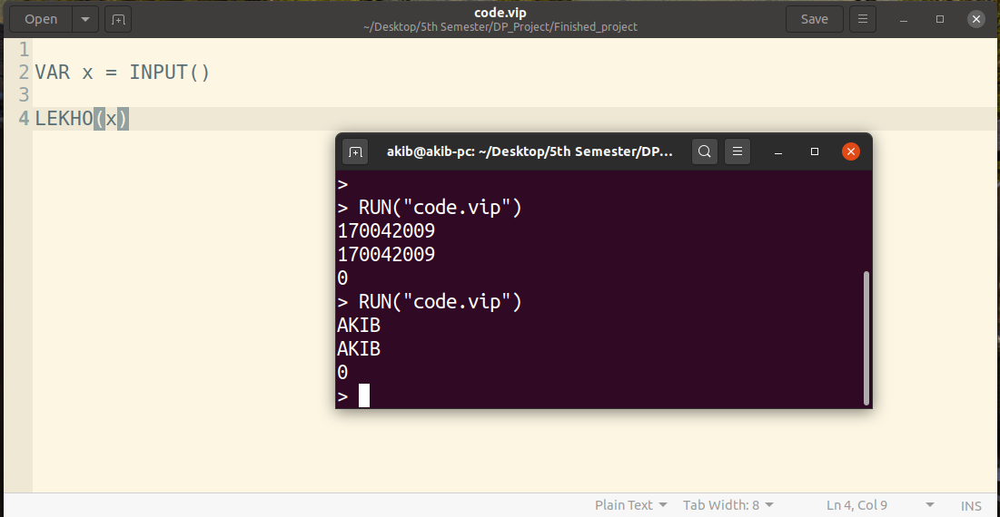 Open
code.vip
~/Desktop/5th Semester/DP_Project/Finished_project
Save
1
2 VAR x = INPUT()
3
4 LEKHO(x)
akib@akib-pc: ~/Desktop/5th Semester/DP...
>
> RUN("code.vip")
170042009
170042009
0
> RUN("code.vip")
AKIB
AKIB
0
>
Plain Text Tab Width: 8 Ln 4, Col 9 INS